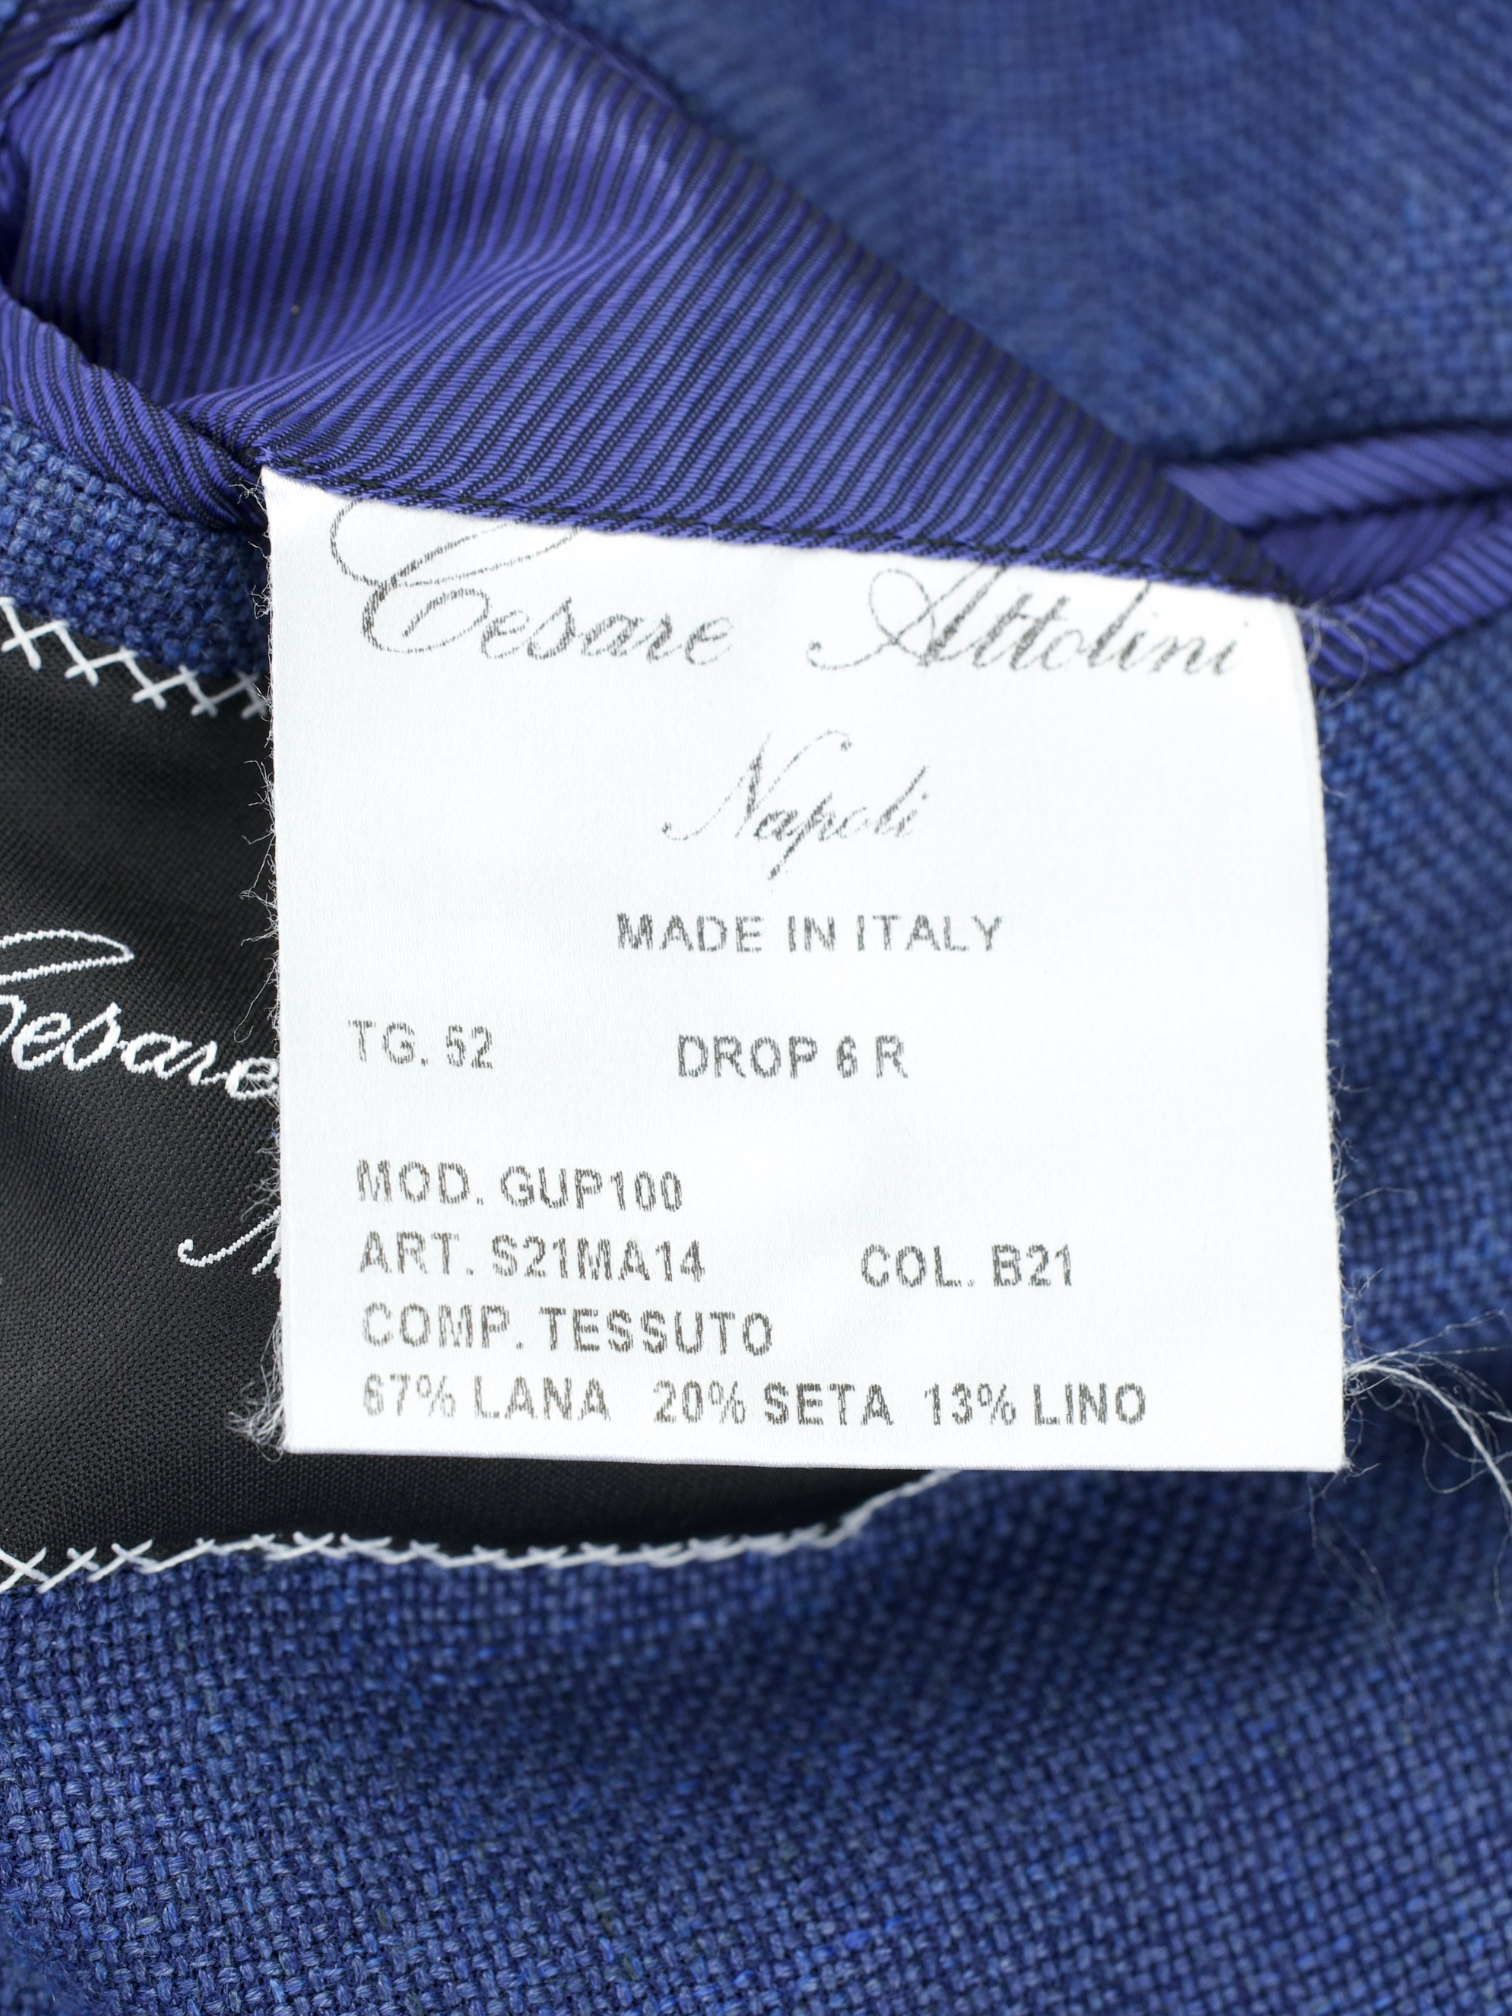 Cesare Attolini
Napoli
MADE IN ITALY
TG. 52 DROP 6 R
MOD. GUP100
ART. S21MA14 COL. B21
COMP. TESSUTO
67% LANA 20% SETA 13% LINO
Cesare